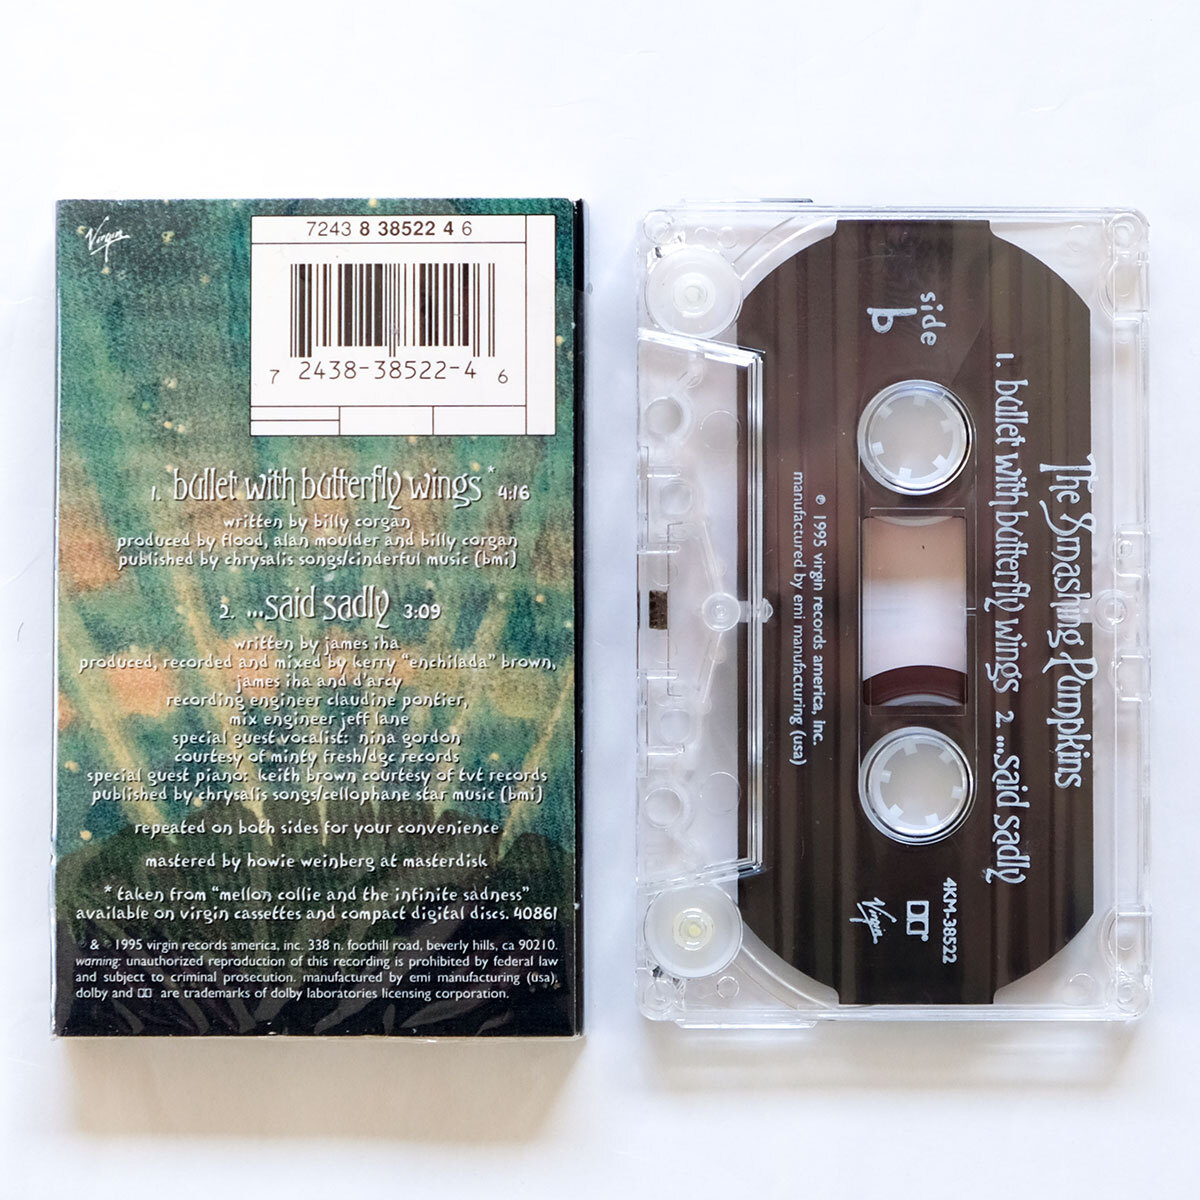 Virgin
7243 8 38522 4 6
7 2438-38522-4 6
1. bullet with butterfly wings * 4:16
written by billy corgan
produced by flood, alan moulder and billy corgan
published by chrysalis songs/cinderful music (bmi)
2. ...said sadly 3:09
written by james iha
produced, recorded and mixed by kerry "enchilada" brown,
james iha and d'arcy
recording engineer claudine pontier,
mix engineer jeff lane
special guest vocalist: nina gordon
courtesy of minty fresh/dgc records
special guest piano: keith brown courtesy of tvt records
published by chrysalis songs/cellophane star music (bmi)
repeated on both sides for your convenience
mastered by howie weinberg at masterdisk
* taken from "mellon collie and the infinite sadness"
available on virgin cassettes and compact digital discs. 40861
℗ & © 1995 virgin records america, inc. 338 n. foothill road, beverly hills, ca 90210.
warning: unauthorized reproduction of this recording is prohibited by federal law
and subject to criminal prosecution. manufactured by emi manufacturing (usa).
dolby and DD are trademarks of dolby laboratories licensing corporation.
The Smashing Pumpkins
1. bullet with butterfly wings 2. ...said sadly
side
b
4KM-38522
Virgin
℗ 1995 virgin records america, inc.
manufactured by emi manufacturing (usa)